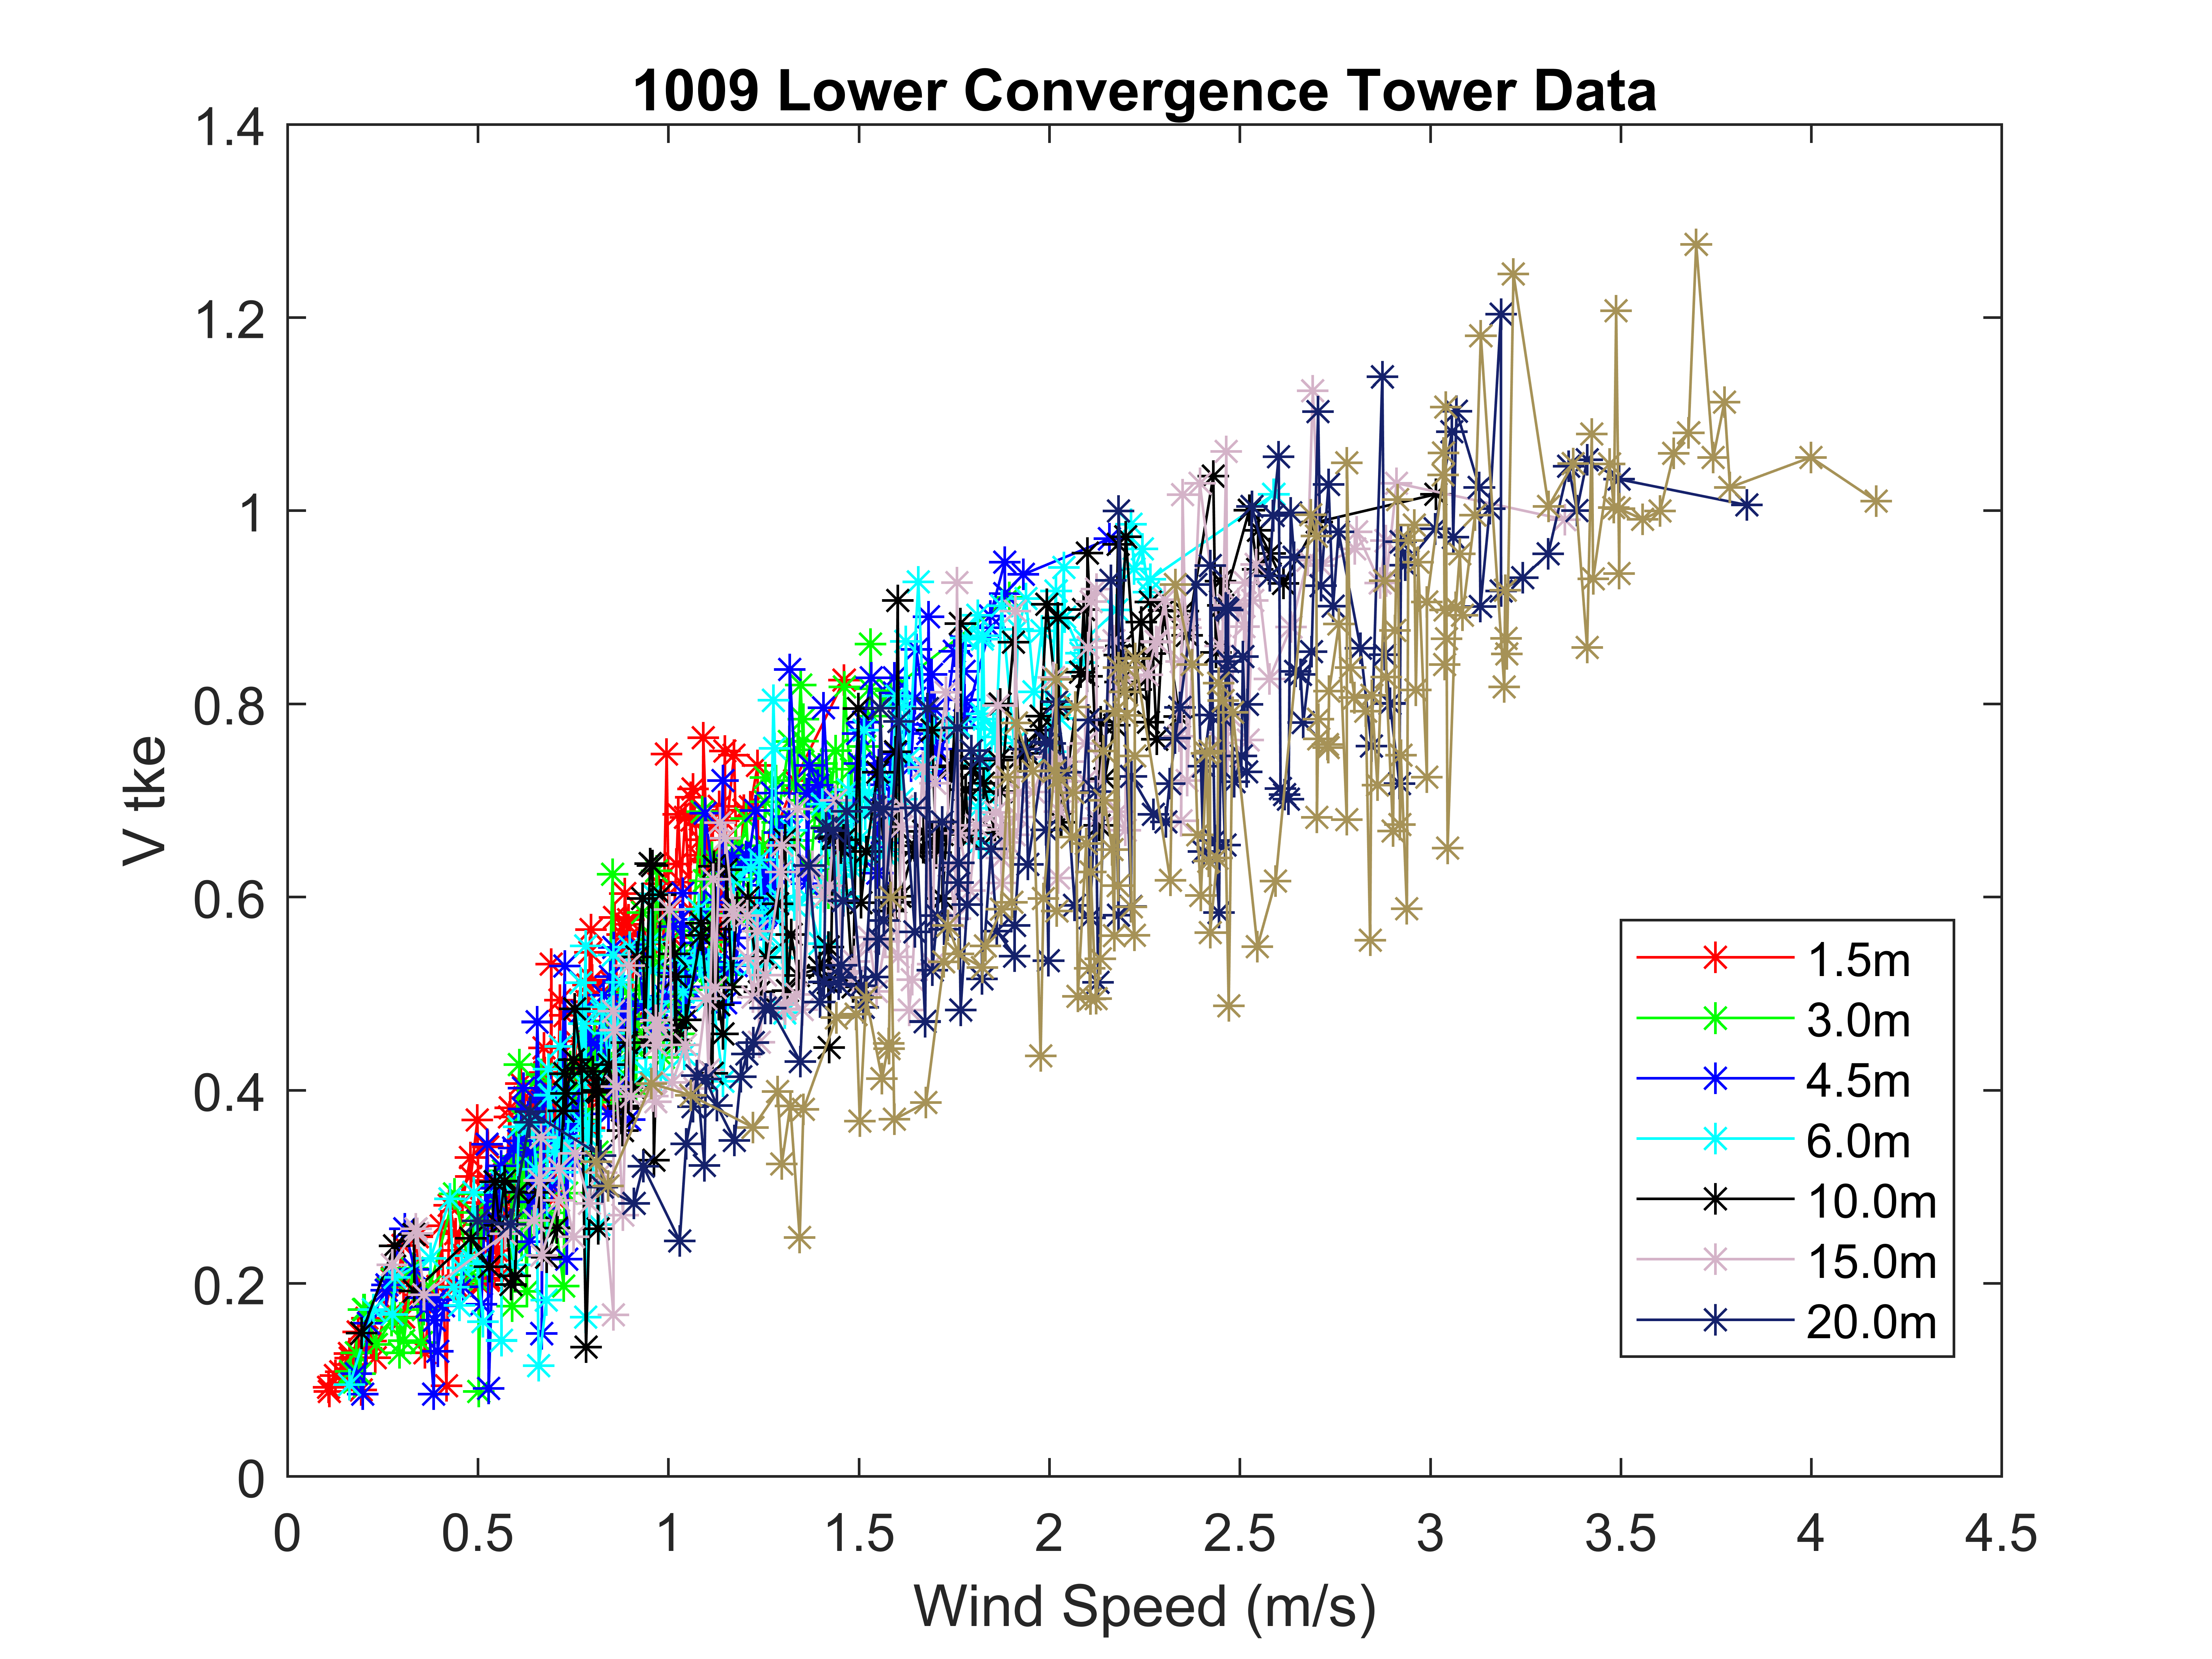 1009 Lower Convergence Tower Data
1.4
1.2
1
0.8
0.6
0.4
0.2
0
V tke
1.5m
3.0m
4.5m
6.0m
10.0m
15.0m
20.0m
0 0.5 1 1.5 2 2.5 3 3.5 4 4.5
Wind Speed (m/s)